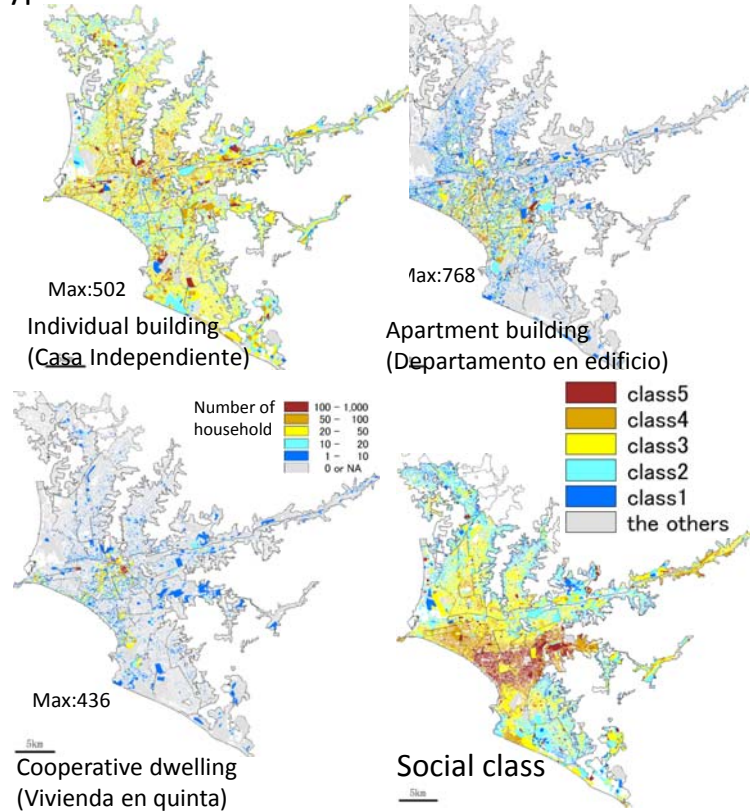 Max:502
Individual building
(Casa Independiente)
Max:768
Apartment building
(Departamento en edificio)
Number of
household
100 - 1,000
50 - 100
20 - 50
10 - 20
1 - 10
0 or NA
Max:436
5km
Cooperative dwelling
(Vivienda en quinta)
class5
class4
class3
class2
class1
the others
Social class
5km